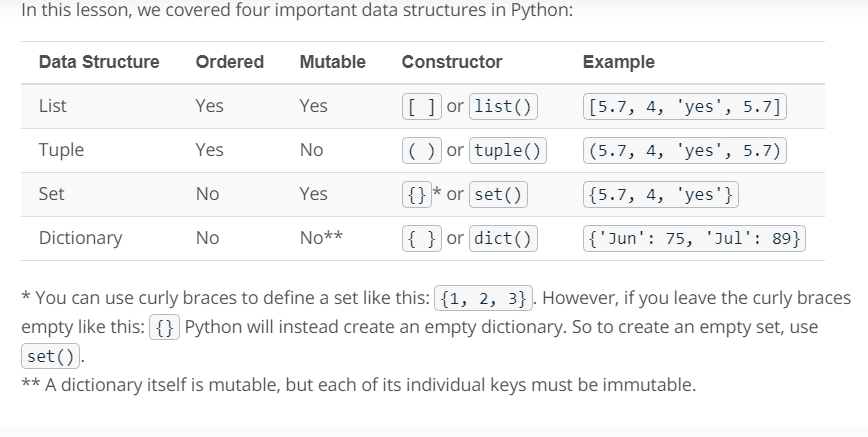 In this lesson, we covered four important data structures in Python:
Data Structure Ordered Mutable Constructor Example
List Yes Yes [ ] or list() [5.7, 4, 'yes', 5.7]
Tuple Yes No ( ) or tuple() (5.7, 4, 'yes', 5.7)
Set No Yes {}* or set() {5.7, 4, 'yes'}
Dictionary No No** { } or dict() {'Jun': 75, 'Jul': 89}
* You can use curly braces to define a set like this: {1, 2, 3}. However, if you leave the curly braces
empty like this: {} Python will instead create an empty dictionary. So to create an empty set, use
set().
** A dictionary itself is mutable, but each of its individual keys must be immutable.